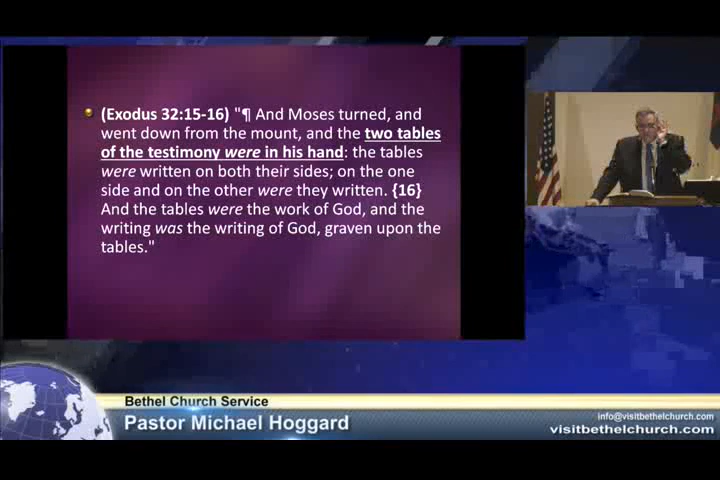 (Exodus 32:15-16) "¶ And Moses turned, and
went down from the mount, and the two tables
of the testimony were in his hand: the tables
were written on both their sides; on the one
side and on the other were they written. {16}
And the tables were the work of God, and the
writing was the writing of God, graven upon the
tables."
Bethel Church Service
Pastor Michael Hoggard
info@visitbethelchurch.com
visitbethelchurch.com